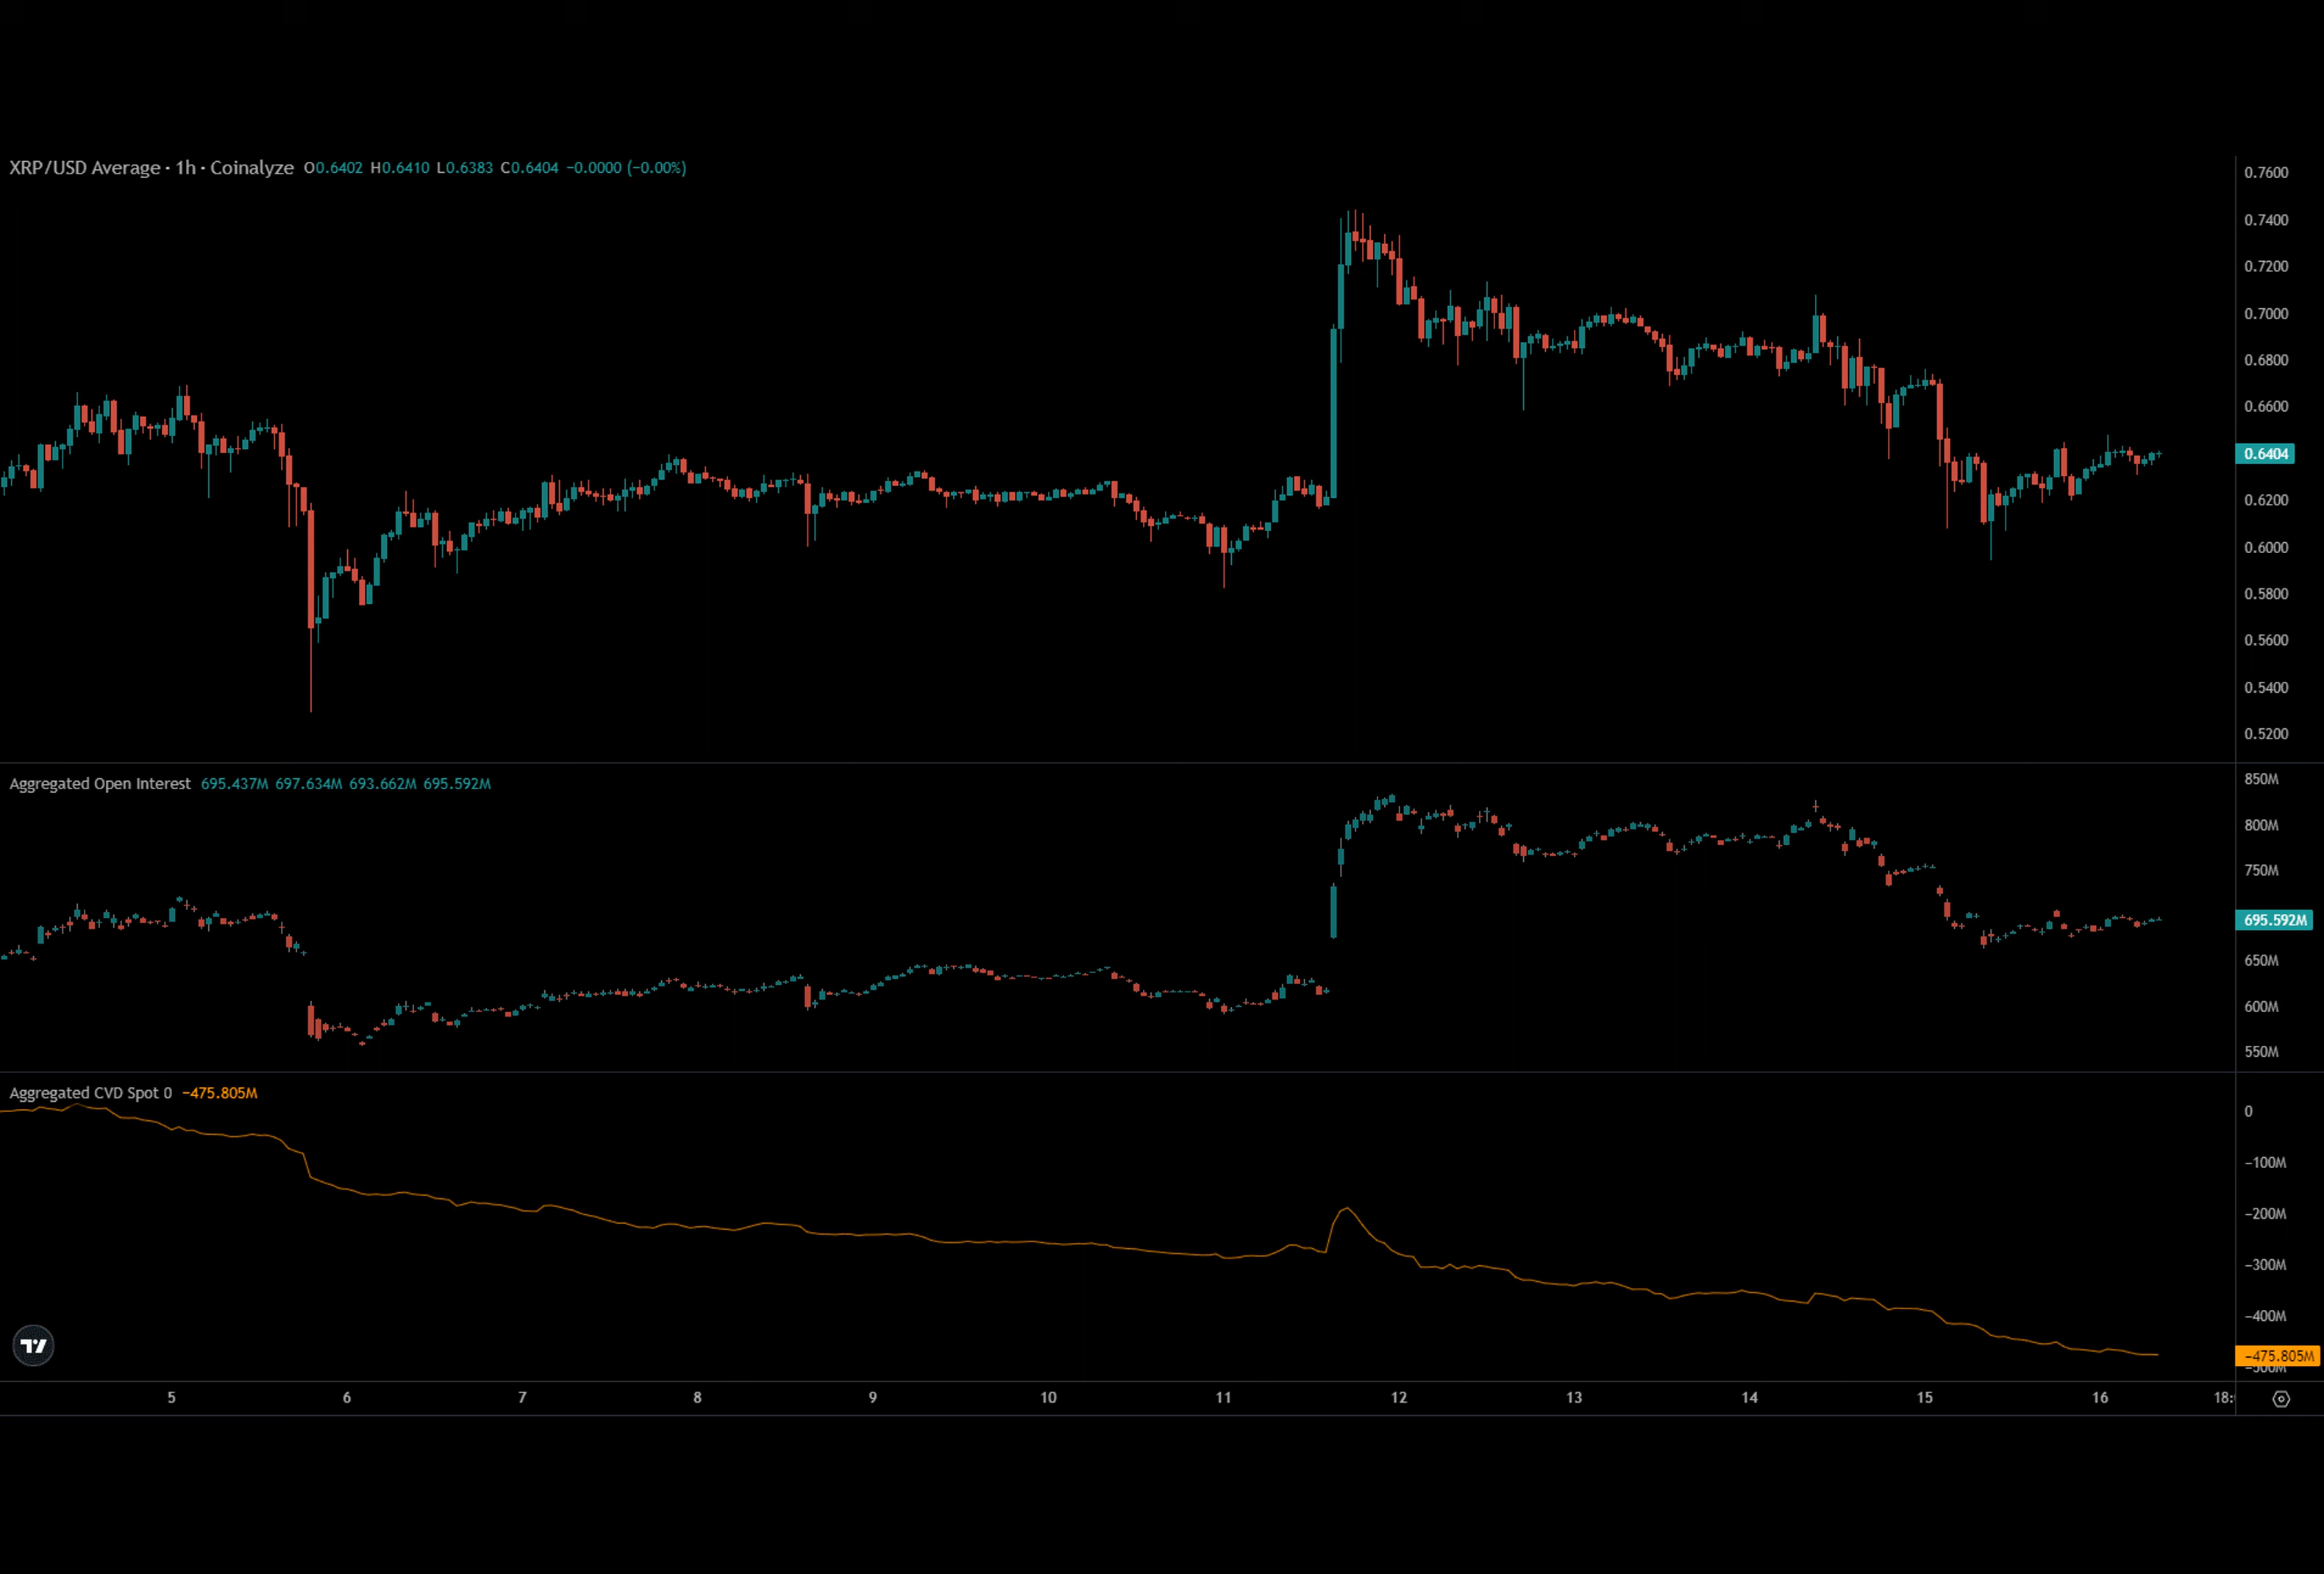 XRP/USD Average · 1h · Coinalyze O0.6402 H0.6410 L0.6383 C0.6404 −0.0000 (−0.00%)
0.7600
0.7400
0.7200
0.7000
0.6800
0.6600
0.6404
0.6200
0.6000
0.5800
0.5600
0.5400
0.5200
Aggregated Open Interest 695.437M 697.634M 693.662M 695.592M
850M
800M
750M
695.592M
650M
600M
550M
Aggregated CVD Spot 0 −475.805M
0
−100M
−200M
−300M
−400M
−475.805M
5 6 7 8 9 10 11 12 13 14 15 16 18: